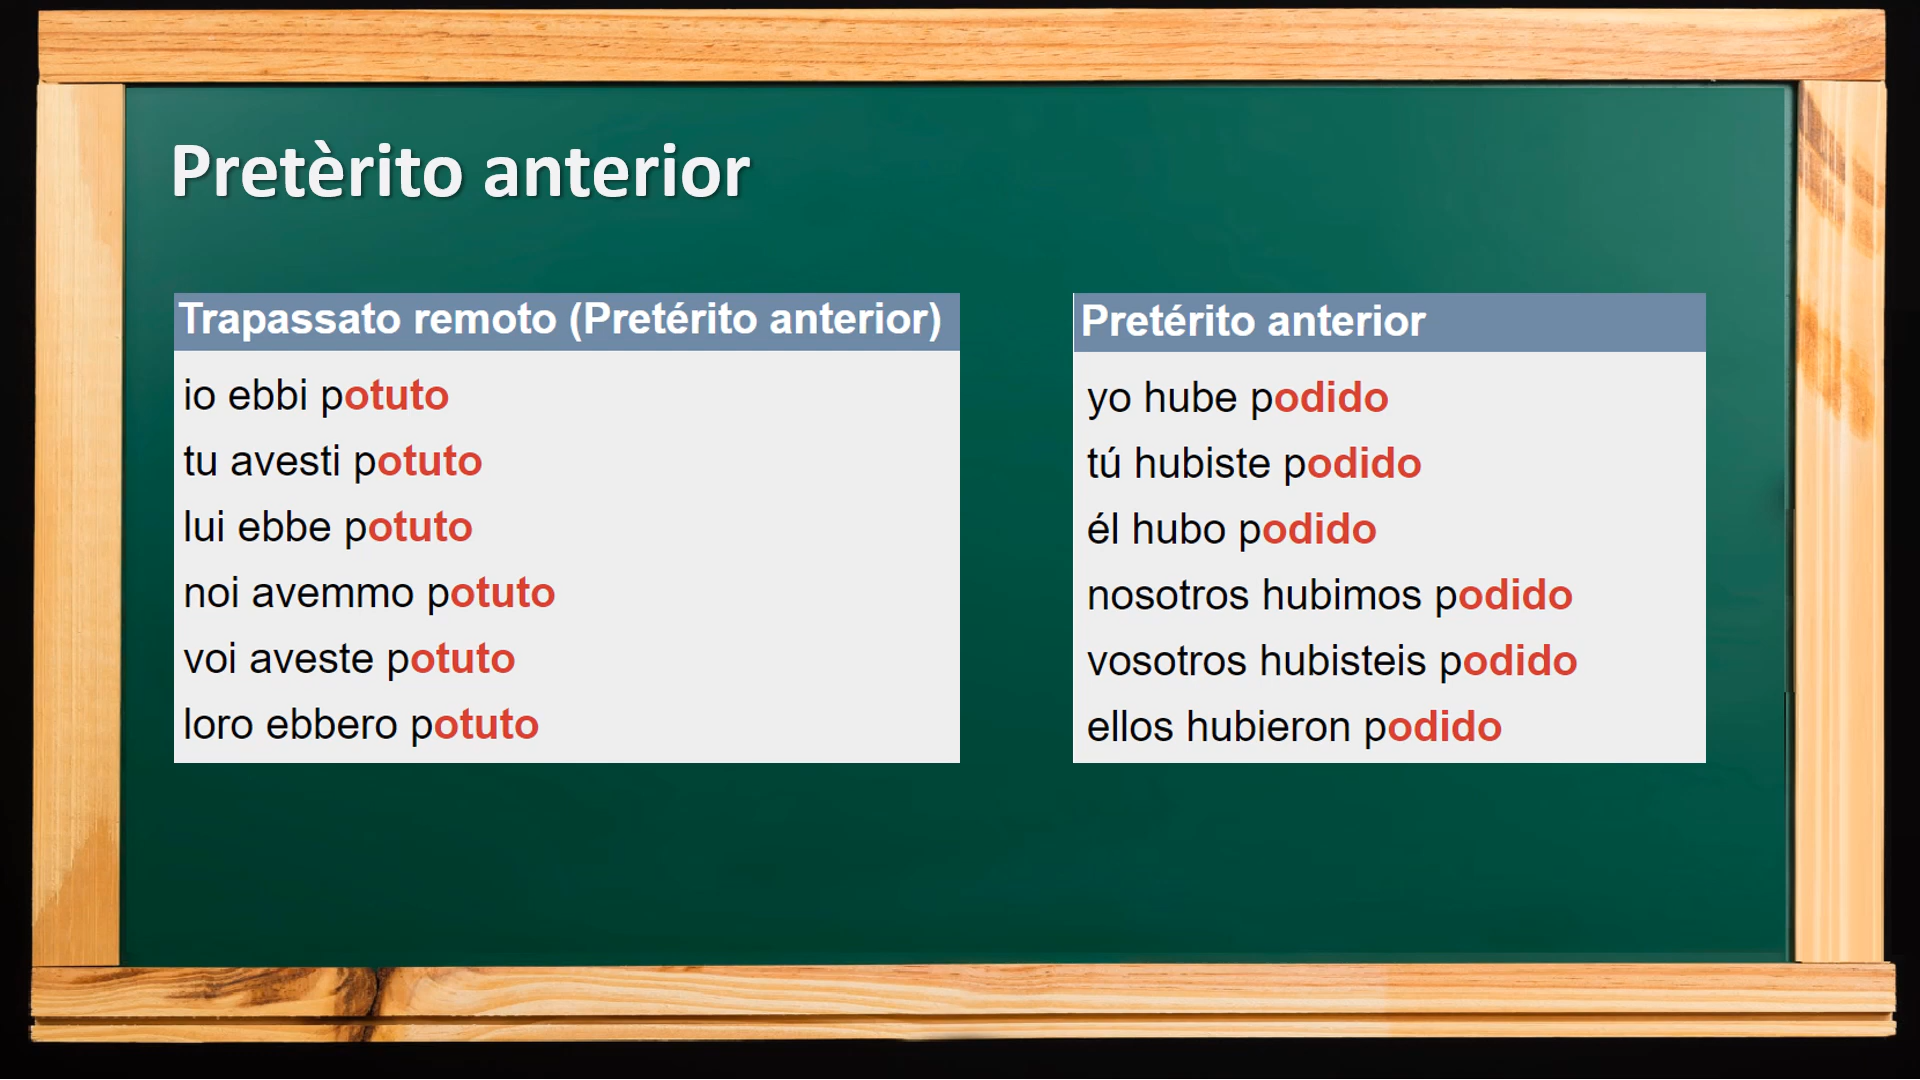 Pretèrito anterior
Trapassato remoto (Pretérito anterior)
io ebbi potuto
tu avesti potuto
lui ebbe potuto
noi avemmo potuto
voi aveste potuto
loro ebbero potuto
Pretérito anterior
yo hube podido
tú hubiste podido
él hubo podido
nosotros hubimos podido
vosotros hubisteis podido
ellos hubieron podido